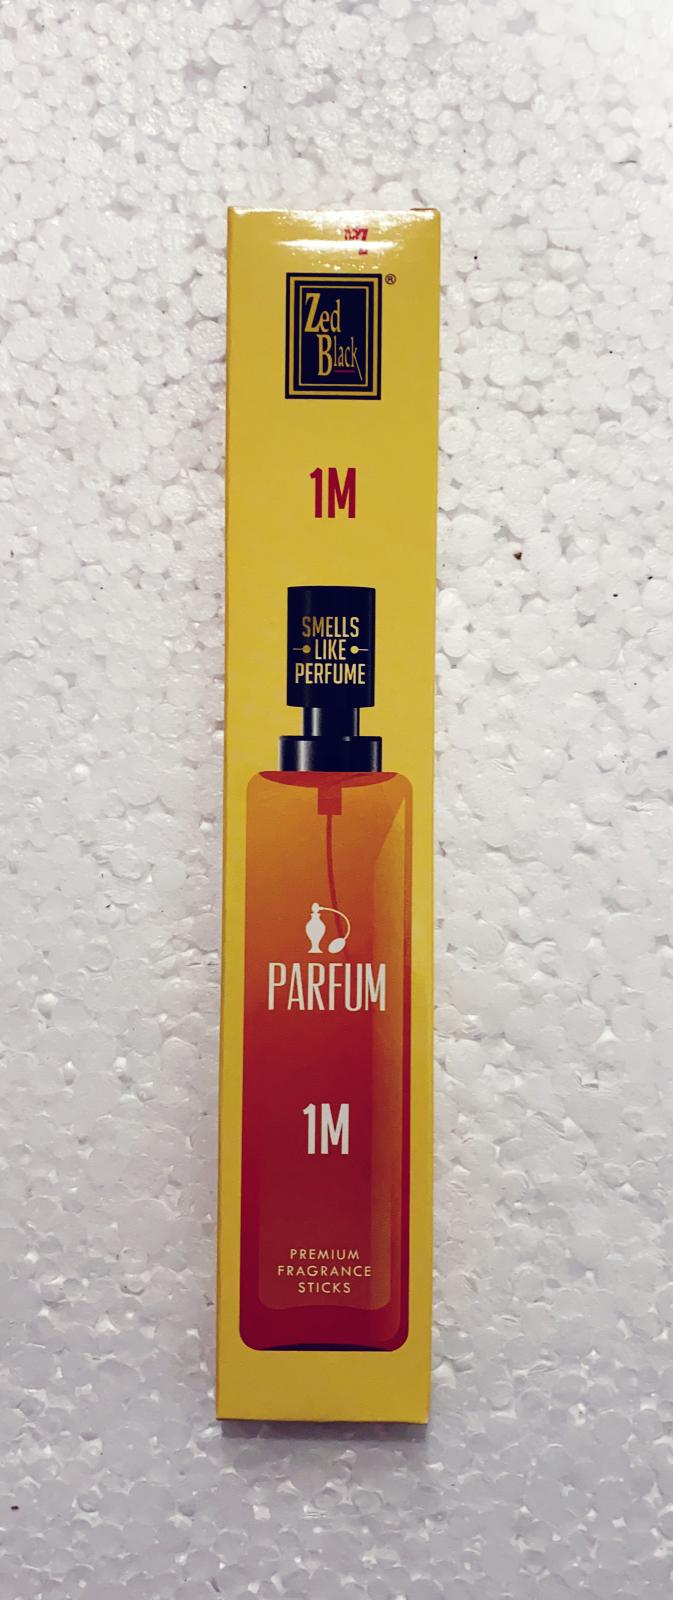 Zed
Black
®
1M
SMELLS
LIKE
PERFUME
PARFUM
1M
PREMIUM
FRAGRANCE
STICKS